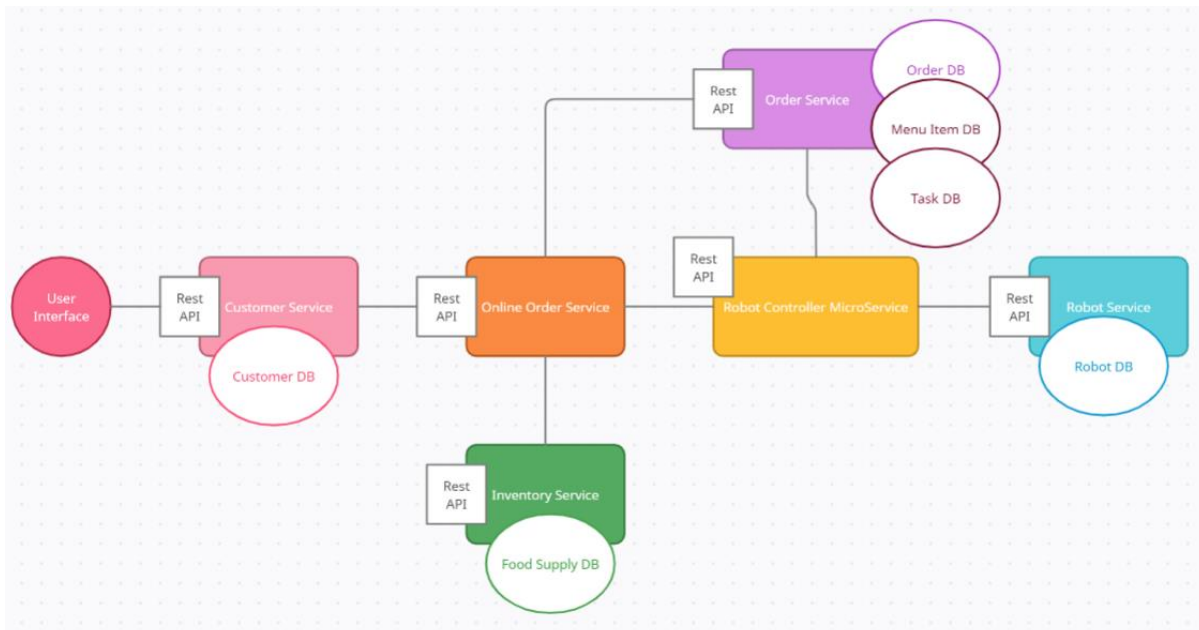 Order DB
Rest
API
Order Service
Menu Item DB
Task DB
Rest
API
User
Interface
Rest
API
Customer Service
Rest
API
Online Order Service
Robot Controller MicroService
Rest
API
Robot Service
Customer DB
Robot DB
Rest
API
Inventory Service
Food Supply DB